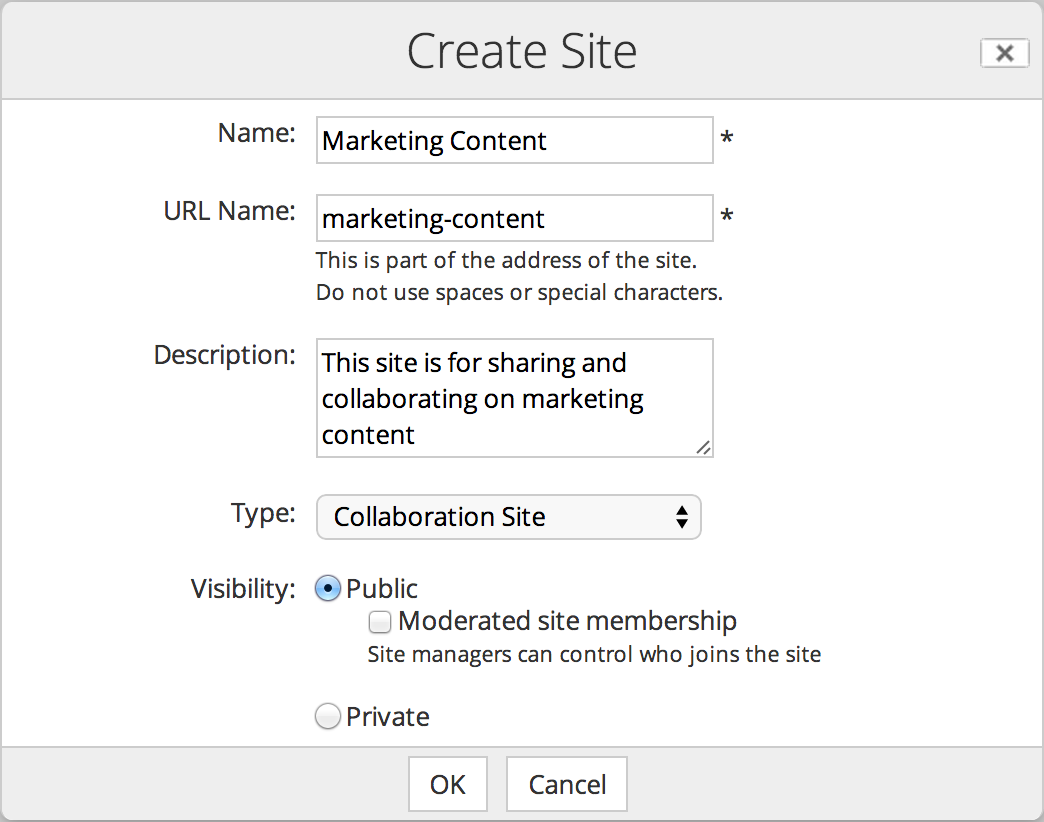 Create Site
Name:
Marketing Content *
URL Name:
marketing-content *
This is part of the address of the site.
Do not use spaces or special characters.
Description:
This site is for sharing and
collaborating on marketing
content
Type:
Collaboration Site
Visibility:
Public
Moderated site membership
Site managers can control who joins the site
Private
OK
Cancel